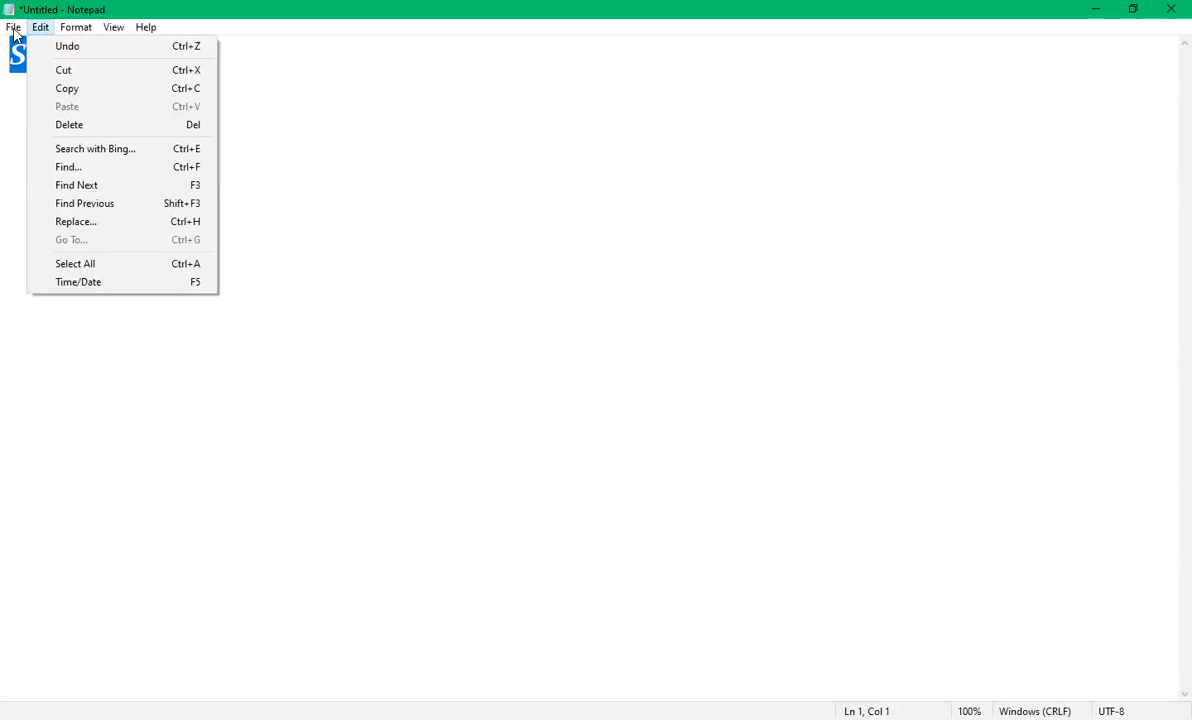 *Untitled - Notepad
File Edit Format View Help
S
Undo Ctrl+Z
Cut Ctrl+X
Copy Ctrl+C
Paste Ctrl+V
Delete Del
Search with Bing... Ctrl+E
Find... Ctrl+F
Find Next F3
Find Previous Shift+F3
Replace... Ctrl+H
Go To... Ctrl+G
Select All Ctrl+A
Time/Date F5
Ln 1, Col 1 100% Windows (CRLF) UTF-8